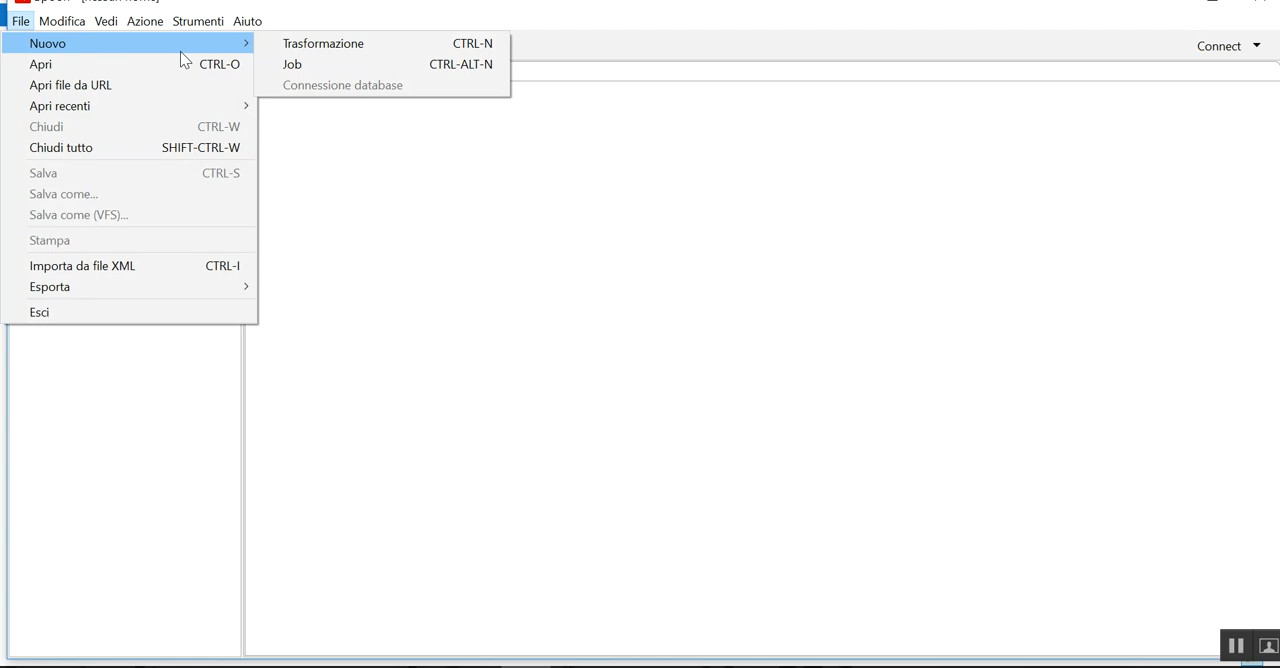 File Modifica Vedi Azione Strumenti Aiuto
Nuovo
Trasformazione CTRL-N
Apri CTRL-O
Job CTRL-ALT-N
Apri file da URL
Connessione database
Apri recenti
Chiudi CTRL-W
Chiudi tutto SHIFT-CTRL-W
Salva CTRL-S
Salva come...
Salva come (VFS)...
Stampa
Importa da file XML CTRL-I
Esporta
Esci
Connect